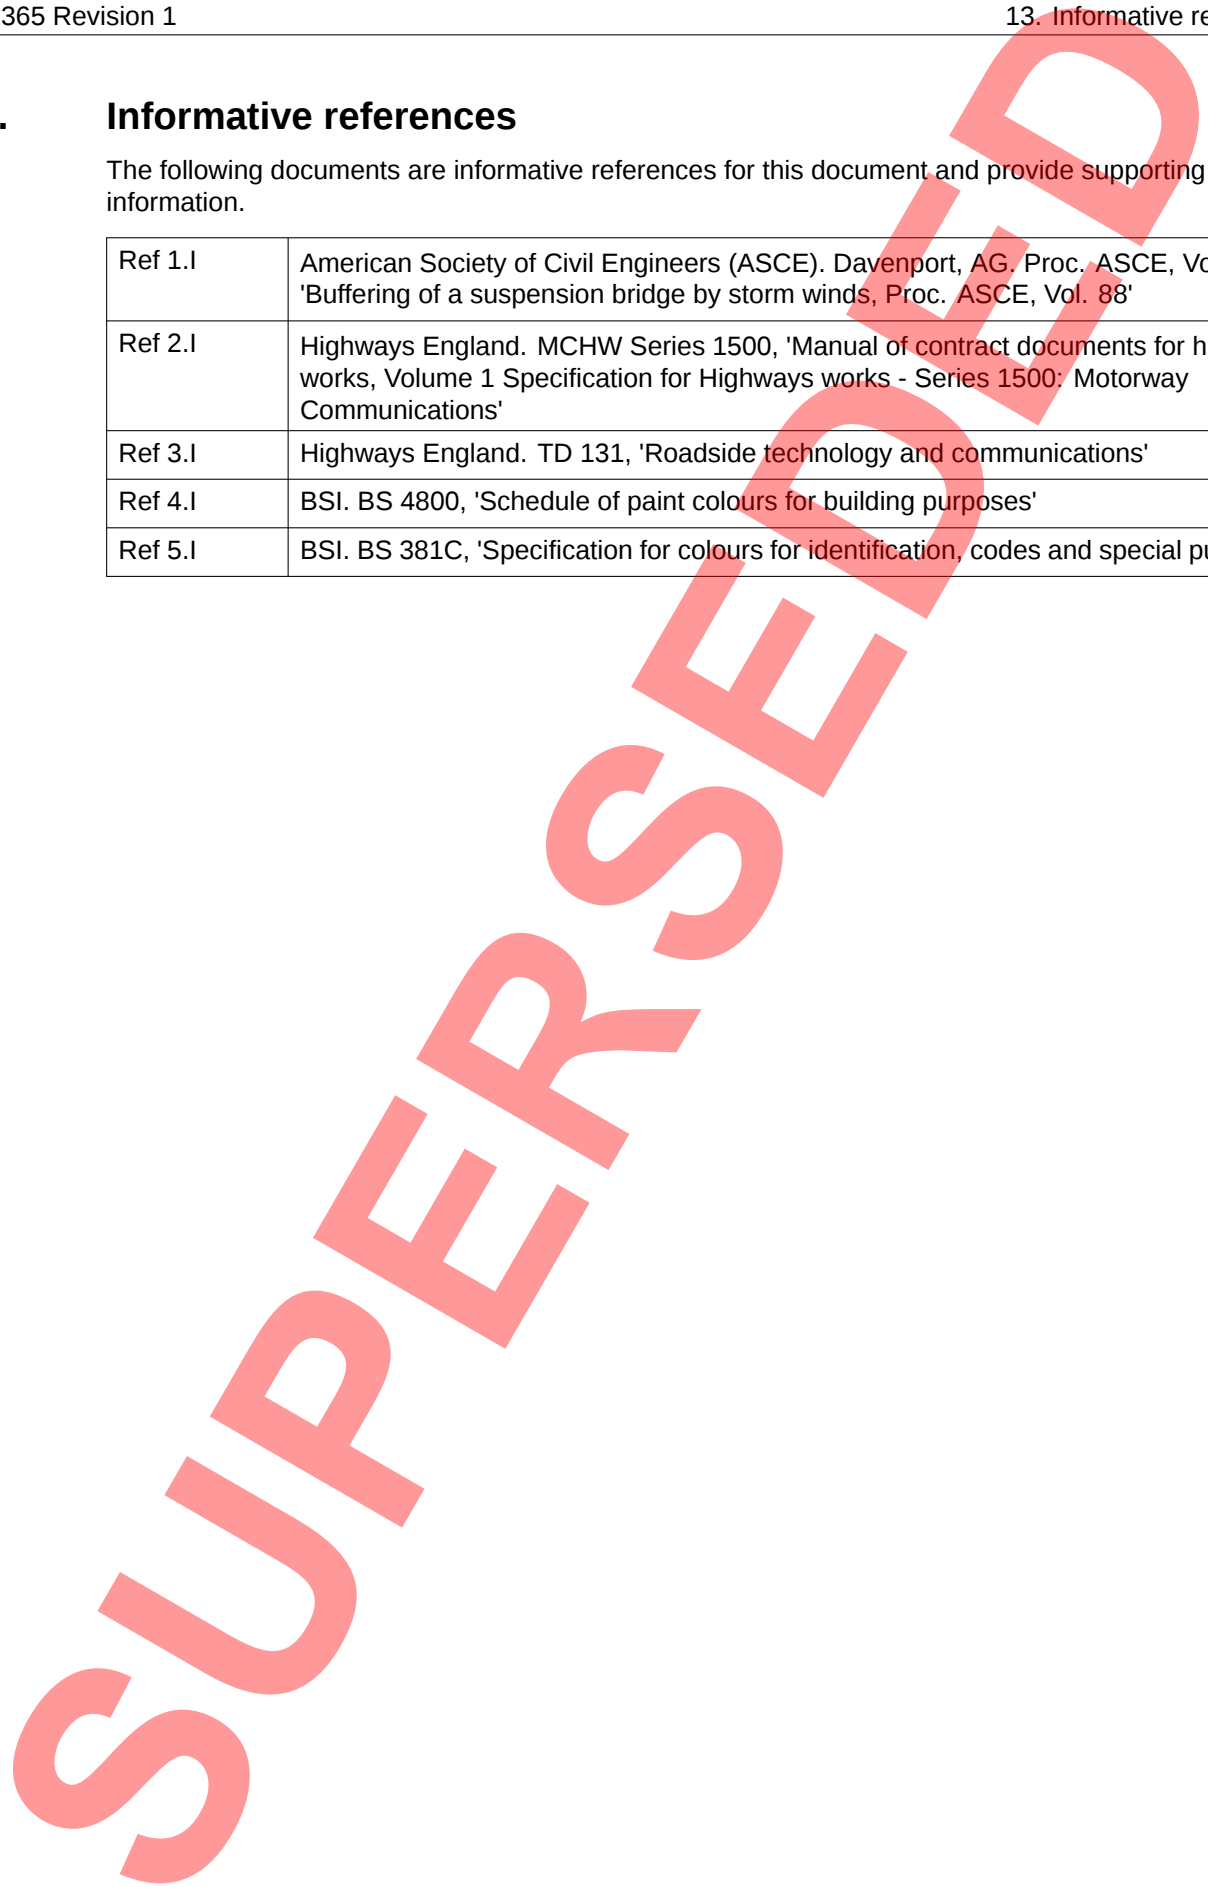 365 Revision 1
13. Informative re
. Informative references
The following documents are informative references for this document and provide supporting
information.
Ref 1.I American Society of Civil Engineers (ASCE). Davenport, AG. Proc. ASCE, Vo
'Buffering of a suspension bridge by storm winds, Proc. ASCE, Vol. 88'
Ref 2.I Highways England. MCHW Series 1500, 'Manual of contract documents for h
works, Volume 1 Specification for Highways works - Series 1500: Motorway
Communications'
Ref 3.I Highways England. TD 131, 'Roadside technology and communications'
Ref 4.I BSI. BS 4800, 'Schedule of paint colours for building purposes'
Ref 5.I BSI. BS 381C, 'Specification for colours for identification, codes and special pu
SUPERSEDED